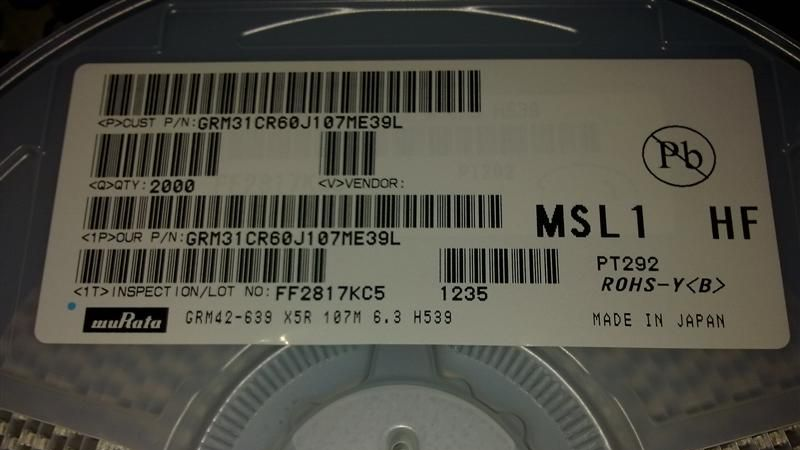 <P>CUST P/N:GRM31CR60J107ME39L
<Q>QTY:2000 <V>VENDOR:
<1P>OUR P/N:GRM31CR60J107ME39L
<1T>INSPECTION/LOT NO:FF2817KC5 1235
muRata GRM42-639 X5R 107M 6.3 H539
Pb
MSL1 HF
PT292
ROHS-Y<B>
MADE IN JAPAN